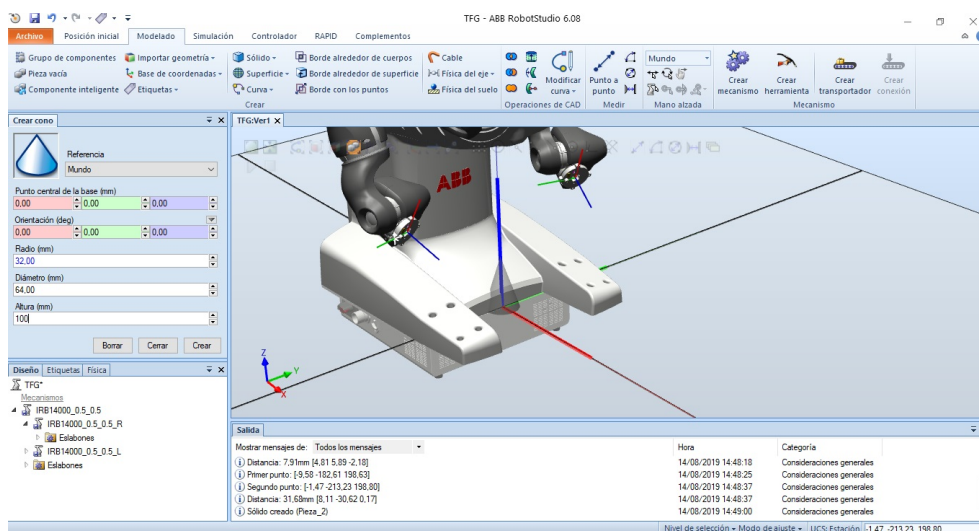 TFG - ABB RobotStudio 6.08
Archivo Posición inicial Modelado Simulación Controlador RAPID Complementos
Grupo de componentes Importar geometría Sólido Borde alrededor de cuerpos Cable Mundo
Pieza vacía Base de coordenadas Superficie Borde alrededor de superficie Física del eje Modificar curva Punto a punto Crear mecanismo Crear herramienta Crear transportador Crear conexión
Componente inteligente Etiquetas Curva Borde con los puntos Física del suelo
Crear Operaciones de CAD Medir Mano alzada Mecanismo
Crear cono TFG:Ver1
Referencia
Mundo
Punto central de la base (mm)
0,00 0,00 0,00
Orientación (deg)
0,00 0,00 0,00
Radio (mm)
32,00
Diámetro (mm)
64,00
Altura (mm)
100
Borrar Cerrar Crear
ABB
Z
Y
X
Diseño Etiquetas Física
TFG*
Mecanismos
IRB14000_0.5_0.5
IRB14000_0.5_0.5_R
Eslabones
IRB14000_0.5_0.5_L
Eslabones
Salida
Mostrar mensajes de: Todos los mensajes Hora Categoría
Distancia: 7,91mm [4,81 5,89 -2,18] 14/08/2019 14:48:18 Consideraciones generales
Primer punto: [-9,58 -182,61 198,63] 14/08/2019 14:48:25 Consideraciones generales
Segundo punto: [-1,47 -213,23 198,80] 14/08/2019 14:48:37 Consideraciones generales
Distancia: 31,68mm [8,11 -30,62 0,17] 14/08/2019 14:48:37 Consideraciones generales
Sólido creado (Pieza_2) 14/08/2019 14:49:00 Consideraciones generales
Nivel de selección Modo de ajuste UCS: Estación -1,47 -213,23 198,80